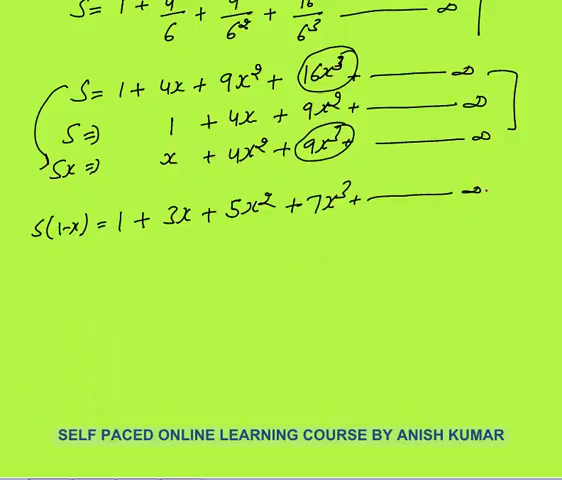 S = 1 + 4/6 + 9/6² + 16/6³ ——— ∞
S = 1 + 4x + 9x² + 16x³ + ——— ∞
S ⇒ 1 + 4x + 9x² + ——— ∞
Sx ⇒ x + 4x² + 9x³ + ——— ∞
S(1-x) = 1 + 3x + 5x² + 7x³ + ——— ∞.
SELF PACED ONLINE LEARNING COURSE BY ANISH KUMAR